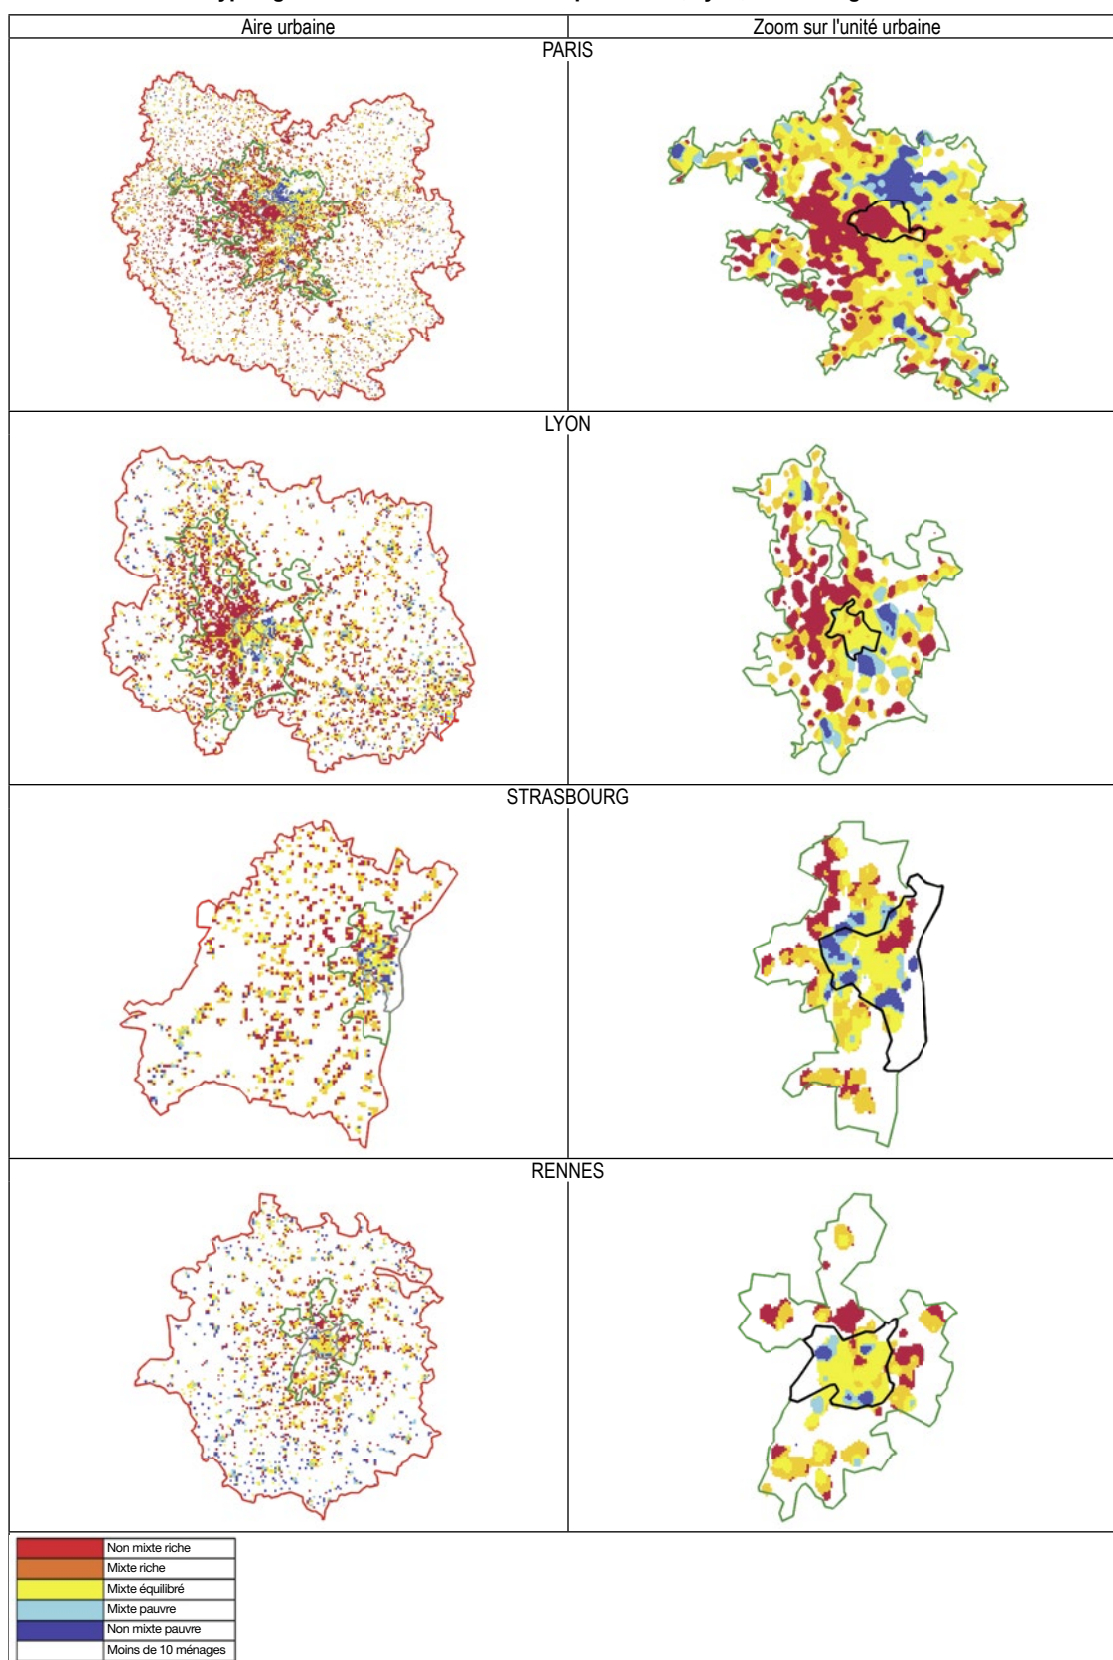 Aire urbaine
Zoom sur l'unité urbaine
PARIS
LYON
STRASBOURG
RENNES
Non mixte riche
Mixte riche
Mixte équilibré
Mixte pauvre
Non mixte pauvre
Moins de 10 ménages